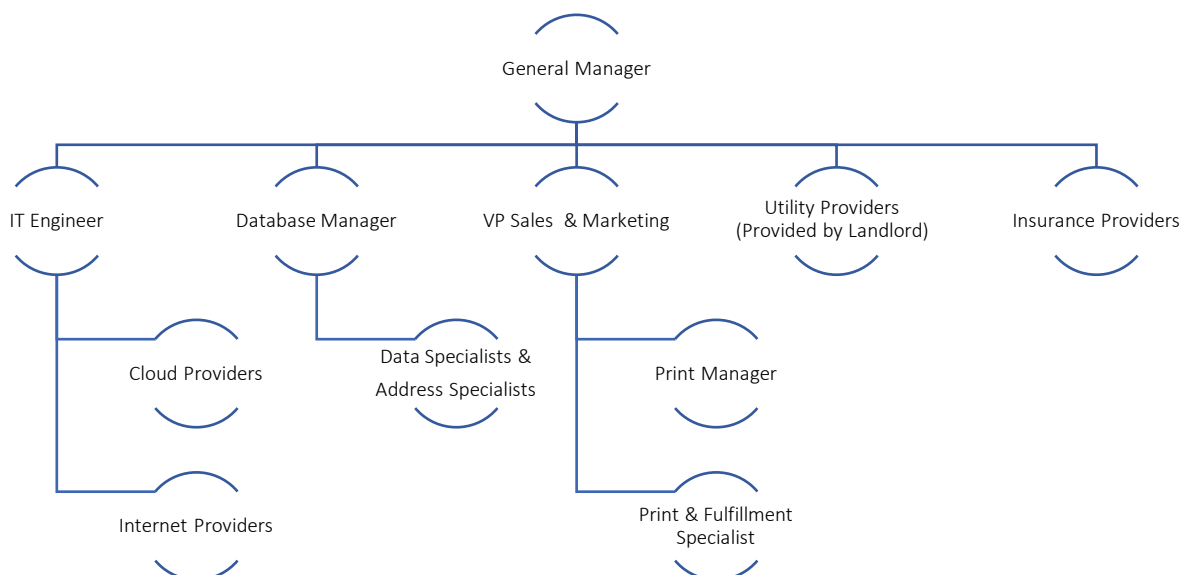 General Manager
IT Engineer
Database Manager
VP Sales & Marketing
Utility Providers
(Provided by Landlord)
Insurance Providers
Cloud Providers
Data Specialists &
Address Specialists
Print Manager
Internet Providers
Print & Fulfillment
Specialist